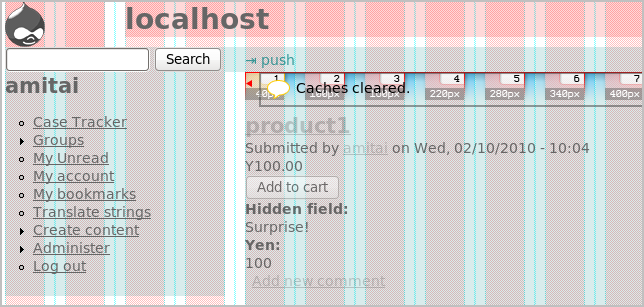 localhost
Search
⇥ push
amitai
1 2 3 4 5 6 7
Caches cleared.
220px 280px 340px 400px
product1
Case Tracker
Groups
My Unread
My account
My bookmarks
Translate strings
Create content
Administer
Log out
Submitted by amitai on Wed, 02/10/2010 - 10:04
Y100.00
Add to cart
Hidden field:
Surprise!
Yen:
100
Add new comment